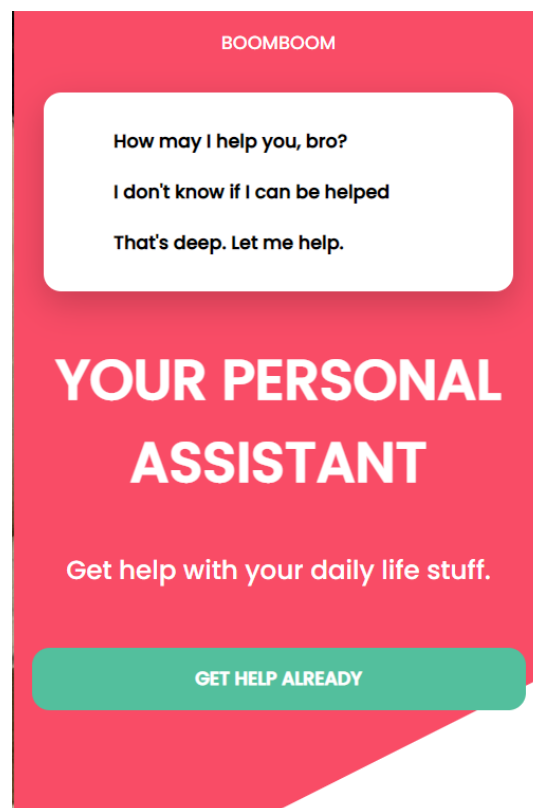 BOOMBOOM
How may I help you, bro?
I don't know if I can be helped
That's deep. Let me help.
YOUR PERSONAL
ASSISTANT
Get help with your daily life stuff.
GET HELP ALREADY